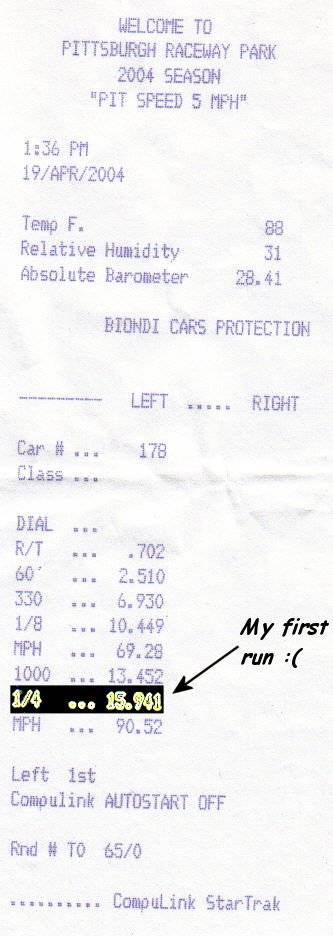 WELCOME TO
PITTSBURGH RACEWAY PARK
2004 SEASON
"PIT SPEED 5 MPH"
1:36 PM
19/APR/2004
Temp F. 88
Relative Humidity 31
Absolute Barometer 28.41
BIONDI CARS PROTECTION
---------- LEFT ..... RIGHT
Car # ... 178
Class ...
DIAL ...
R/T ... .702
60' ... 2.510
330 ... 6.930
1/8 ... 10.449
MPH ... 69.28
1000 ... 13.452
1/4 ... 15.941
MPH ... 90.52
My first
run :(
Left 1st
Compulink AUTOSTART OFF
Rnd # TO 65/0
.......... CompuLink StarTrak